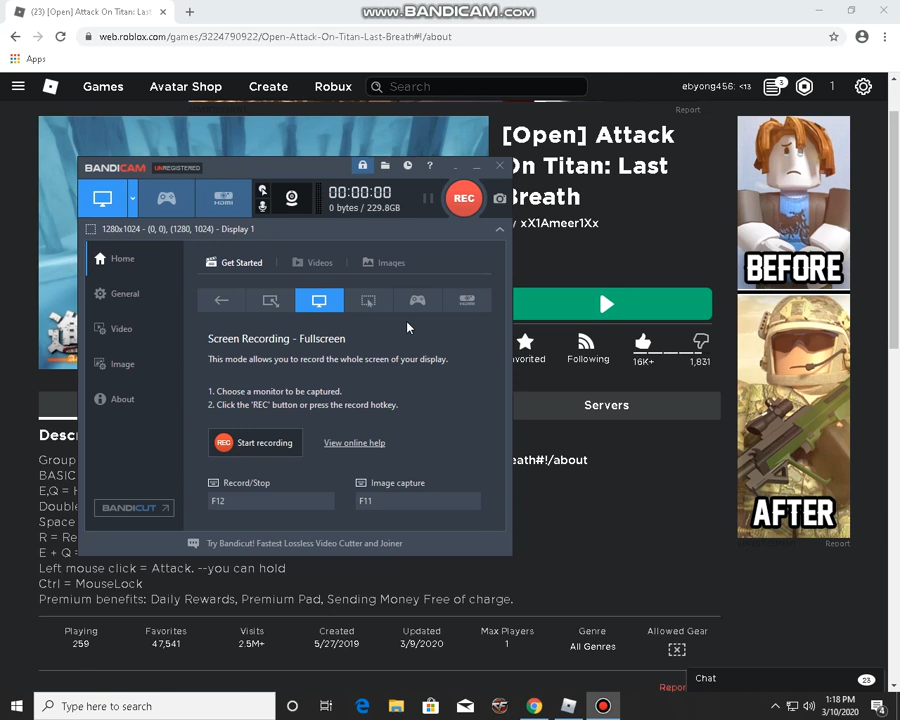 (23) [Open] Attack On Titan: Last
www.BANDICAM.com
web.roblox.com/games/3224790922/Open-Attack-On-Titan-Last-Breath#!/about
Apps
Games
Avatar Shop
Create
Robux
Search
ebyong456: <13
3
1
Report
[Open] Attack
On Titan: Last
Breath
By xX1Ameer1Xx
BANDICAM
UNREGISTERED
00:00:00
0 bytes / 229.8GB
REC
HDMI
1280x1024 - (0, 0), (1280, 1024) - Display 1
Home
General
Video
Image
About
BANDICUT
Get Started
Videos
Images
Screen Recording - Fullscreen
This mode allows you to record the whole screen of your display.
1. Choose a monitor to be captured.
2. Click the 'REC' button or press the record hotkey.
REC
Start recording
View online help
Record/Stop
F12
Image capture
F11
Try Bandicut! Fastest Lossless Video Cutter and Joiner
vorited
Following
16K+
1,831
Servers
eath#!/about
BEFORE
AFTER
Report
Descr
Group
BASIC
E,Q = H
Double
Space
R = Re
E + Q =
Left mouse click = Attack. --you can hold
Ctrl = MouseLock
Premium benefits: Daily Rewards, Premium Pad, Sending Money Free of charge.
Playing
259
Favorites
47,541
Visits
2.5M+
Created
5/27/2019
Updated
3/9/2020
Max Players
1
Genre
All Genres
Allowed Gear
Repor
Chat
23
Type here to search
1:18 PM
3/10/2020
4